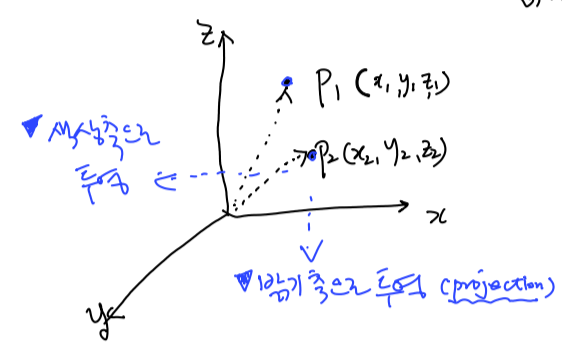 z
P1 (x1, y1, z1)
▼색상축으로
투영
P2 (x2, y2, z2)
x
▼밝기축으로 투영 (projection)
y